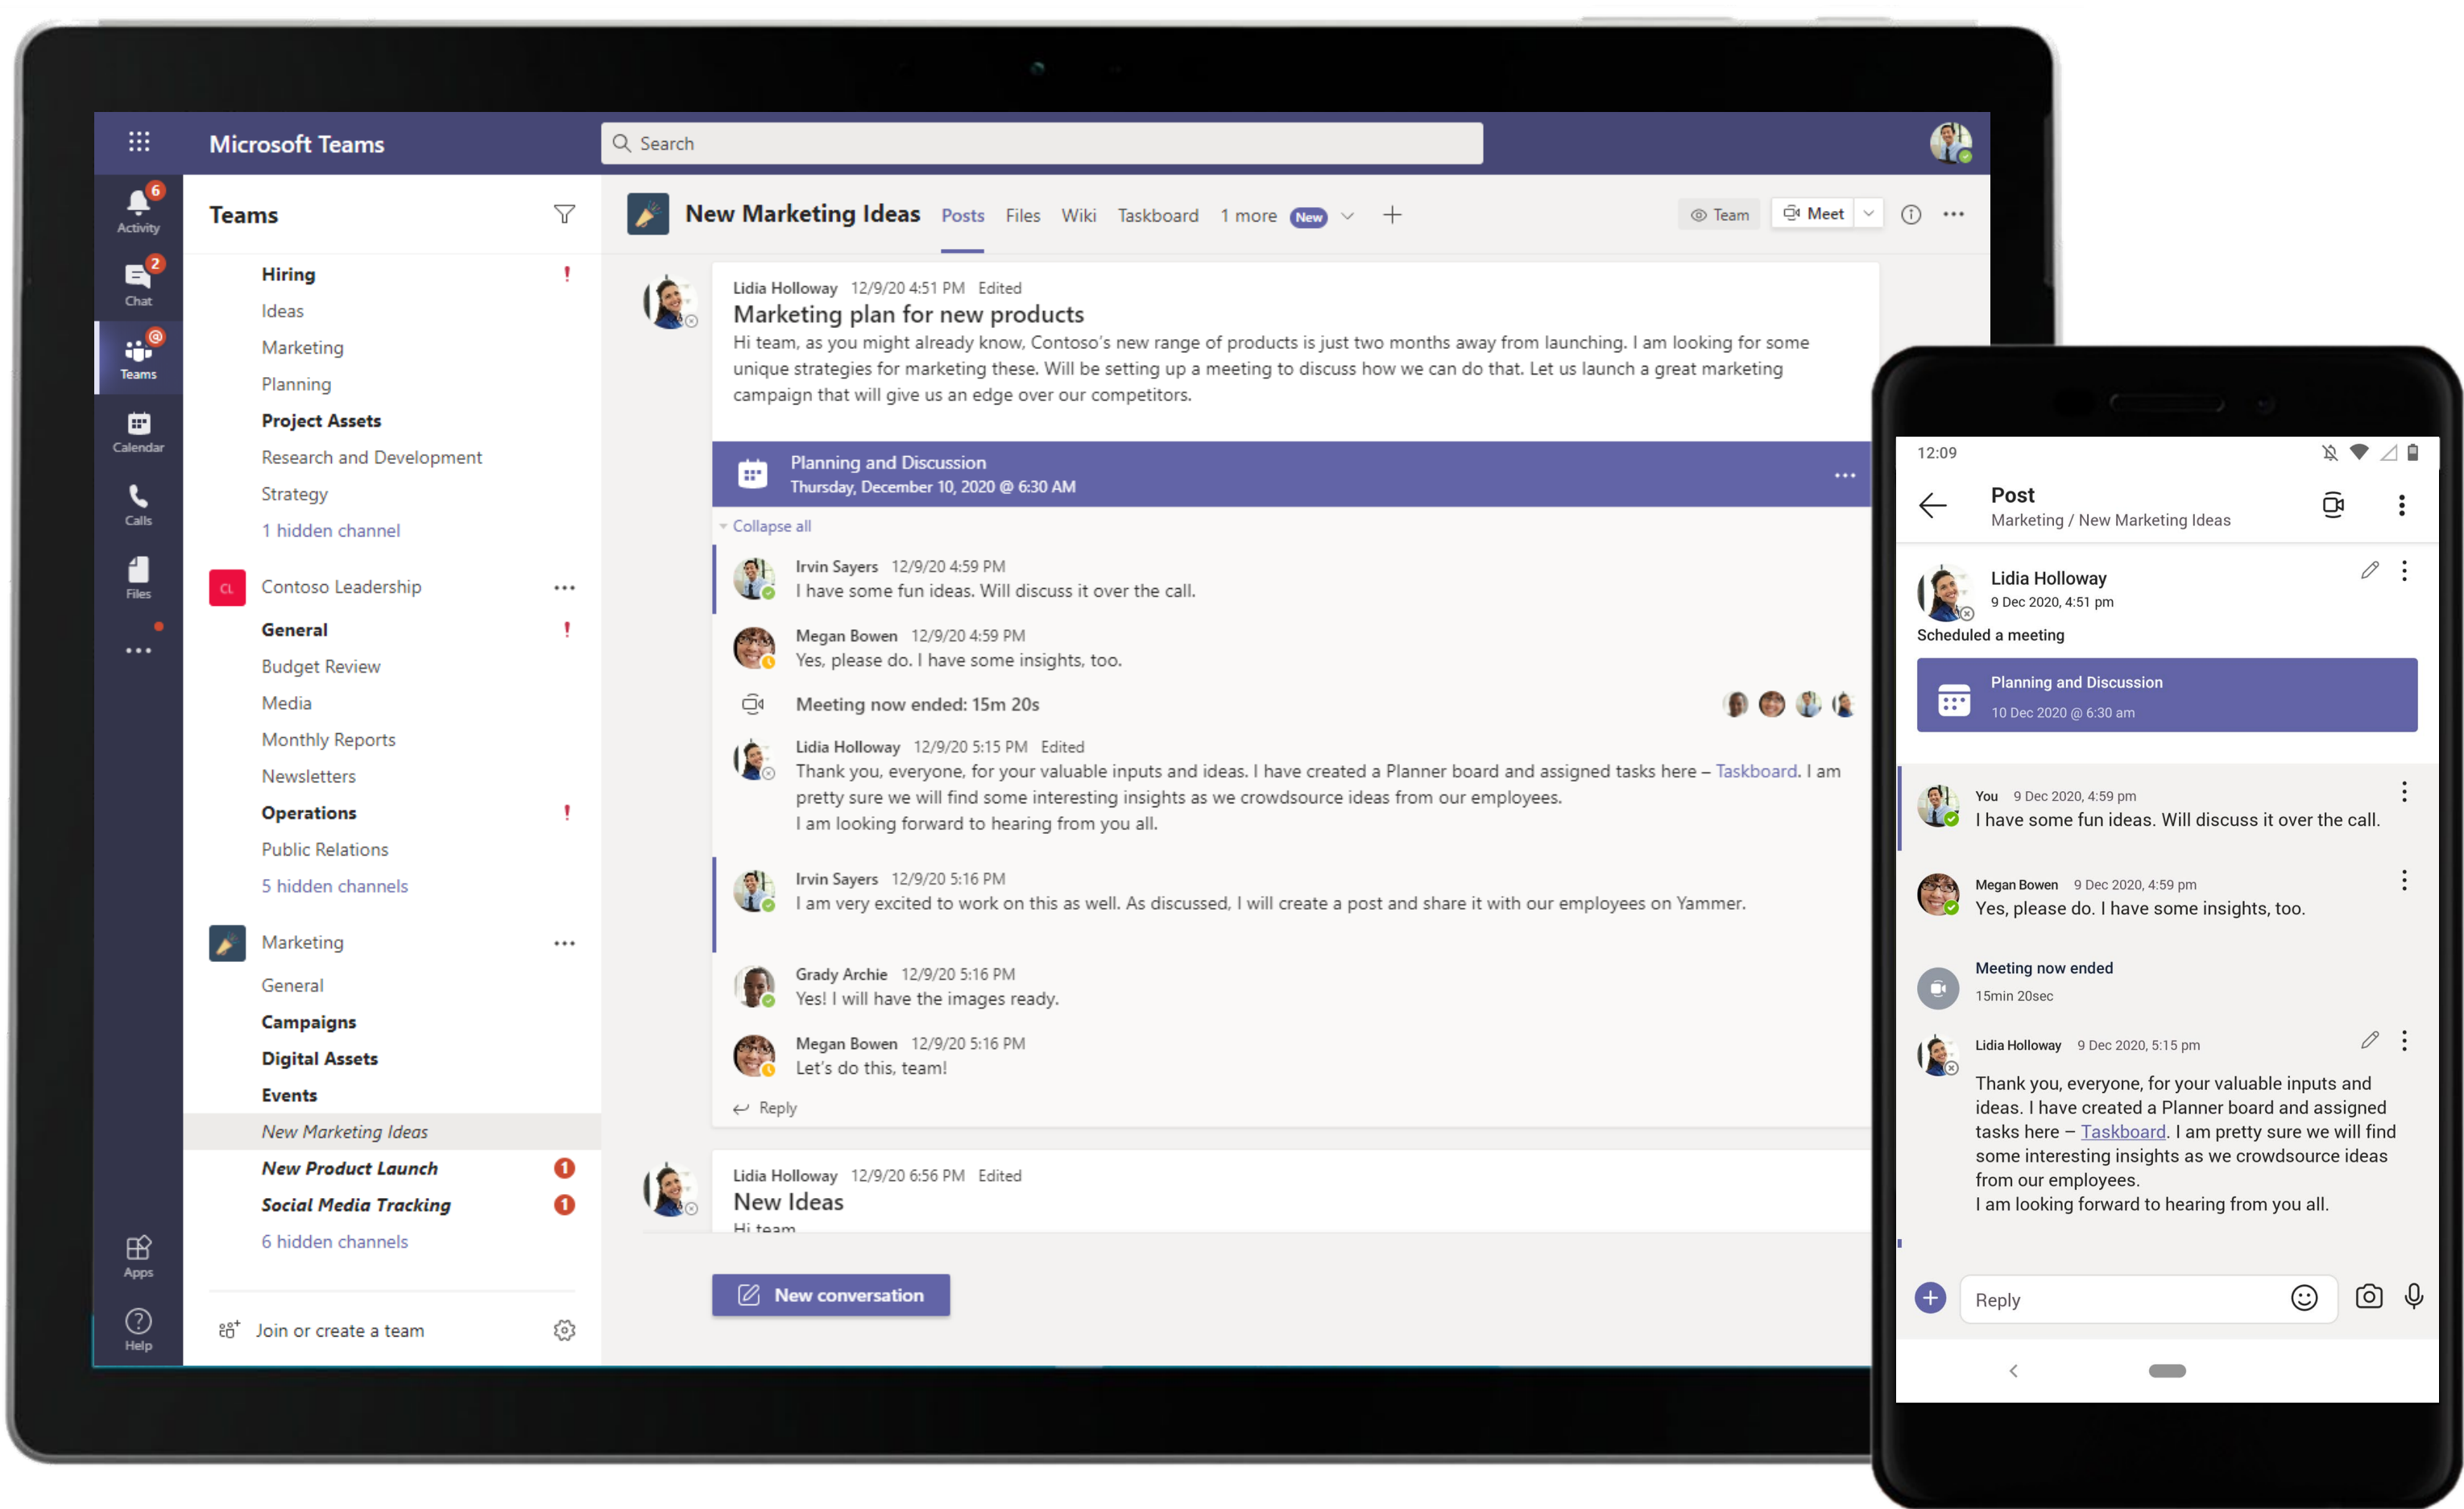 Microsoft Teams
Search
6
Activity
2
Chat
@
Teams
Calendar
Calls
Files
Apps
Help
Teams
Hiring !
Ideas
Marketing
Planning
Project Assets
Research and Development
Strategy
1 hidden channel
CL Contoso Leadership
General !
Budget Review
Media
Monthly Reports
Newsletters
Operations !
Public Relations
5 hidden channels
Marketing
General
Campaigns
Digital Assets
Events
New Marketing Ideas
New Product Launch 1
Social Media Tracking 1
6 hidden channels
Join or create a team
New Marketing Ideas Posts Files Wiki Taskboard 1 more New
Team Meet
Lidia Holloway 12/9/20 4:51 PM Edited
Marketing plan for new products
Hi team, as you might already know, Contoso's new range of products is just two months away from launching. I am looking for some
unique strategies for marketing these. Will be setting up a meeting to discuss how we can do that. Let us launch a great marketing
campaign that will give us an edge over our competitors.
Planning and Discussion
Thursday, December 10, 2020 @ 6:30 AM
Collapse all
Irvin Sayers 12/9/20 4:59 PM
I have some fun ideas. Will discuss it over the call.
Megan Bowen 12/9/20 4:59 PM
Yes, please do. I have some insights, too.
Meeting now ended: 15m 20s
Lidia Holloway 12/9/20 5:15 PM Edited
Thank you, everyone, for your valuable inputs and ideas. I have created a Planner board and assigned tasks here – Taskboard. I am
pretty sure we will find some interesting insights as we crowdsource ideas from our employees.
I am looking forward to hearing from you all.
Irvin Sayers 12/9/20 5:16 PM
I am very excited to work on this as well. As discussed, I will create a post and share it with our employees on Yammer.
Grady Archie 12/9/20 5:16 PM
Yes! I will have the images ready.
Megan Bowen 12/9/20 5:16 PM
Let's do this, team!
Reply
Lidia Holloway 12/9/20 6:56 PM Edited
New Ideas
Hi team
New conversation
12:09
Post
Marketing / New Marketing Ideas
Lidia Holloway
9 Dec 2020, 4:51 pm
Scheduled a meeting
Planning and Discussion
10 Dec 2020 @ 6:30 am
You 9 Dec 2020, 4:59 pm
I have some fun ideas. Will discuss it over the call.
Megan Bowen 9 Dec 2020, 4:59 pm
Yes, please do. I have some insights, too.
Meeting now ended
15min 20sec
Lidia Holloway 9 Dec 2020, 5:15 pm
Thank you, everyone, for your valuable inputs and
ideas. I have created a Planner board and assigned
tasks here – Taskboard. I am pretty sure we will find
some interesting insights as we crowdsource ideas
from our employees.
I am looking forward to hearing from you all.
Reply